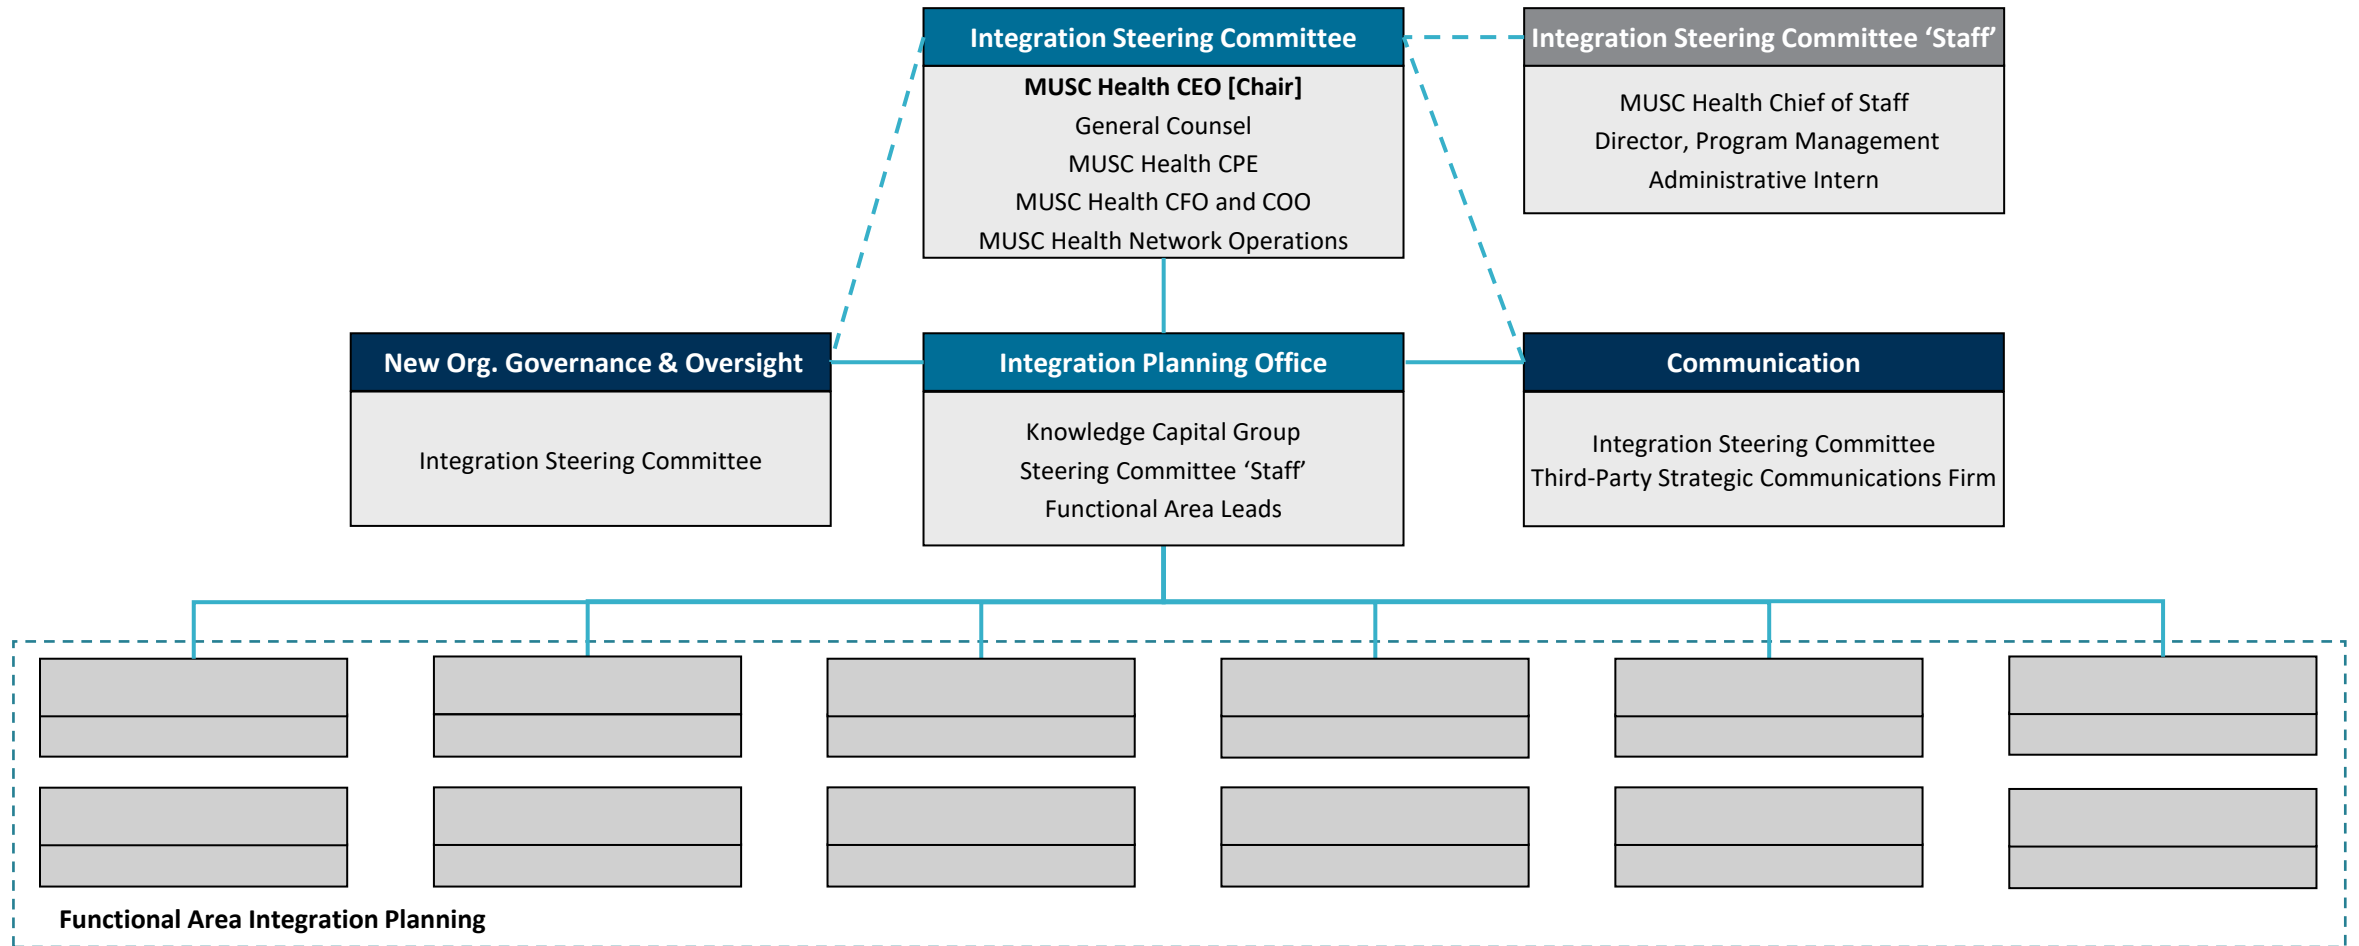 Integration Steering Committee
MUSC Health CEO [Chair]
General Counsel
MUSC Health CPE
MUSC Health CFO and COO
MUSC Health Network Operations
Integration Steering Committee ‘Staff’
MUSC Health Chief of Staff
Director, Program Management
Administrative Intern
New Org. Governance & Oversight
Integration Steering Committee
Integration Planning Office
Knowledge Capital Group
Steering Committee ‘Staff’
Functional Area Leads
Communication
Integration Steering Committee
Third-Party Strategic Communications Firm
Functional Area Integration Planning